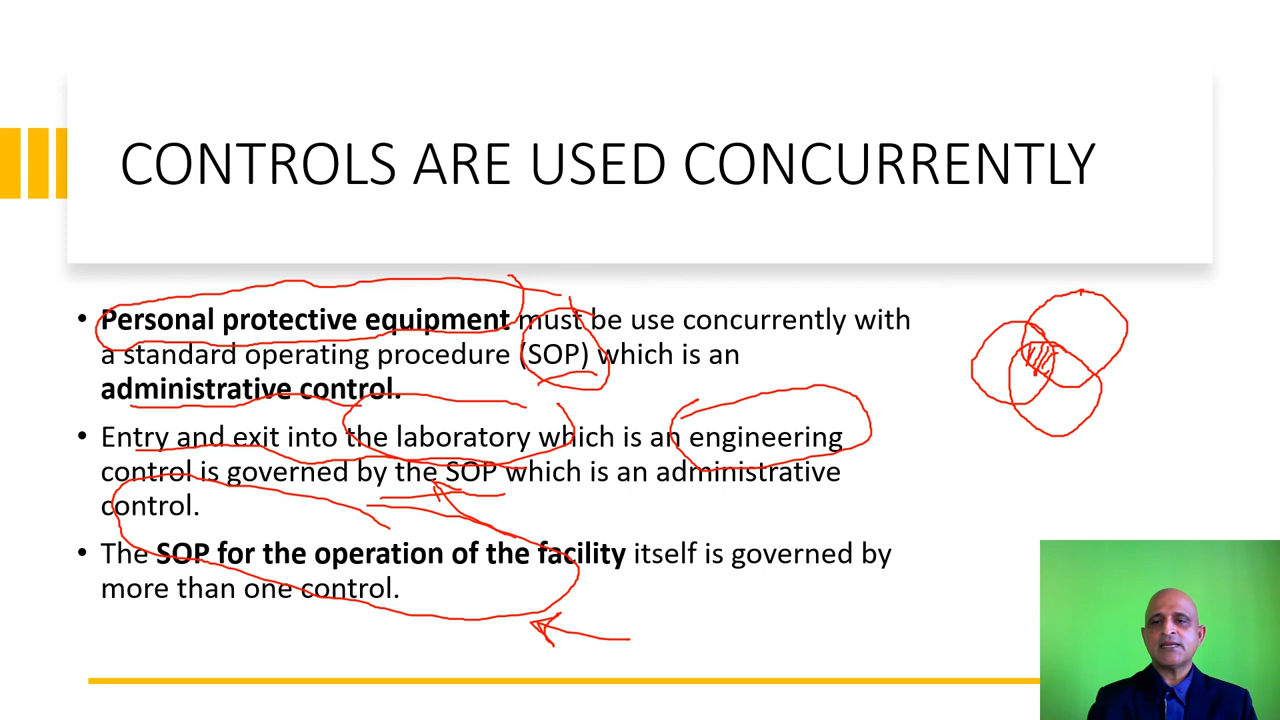 CONTROLS ARE USED CONCURRENTLY
• Personal protective equipment must be use concurrently with
a standard operating procedure (SOP) which is an
administrative control.
• Entry and exit into the laboratory which is an engineering
control is governed by the SOP which is an administrative
control.
• The SOP for the operation of the facility itself is governed by
more than one control.